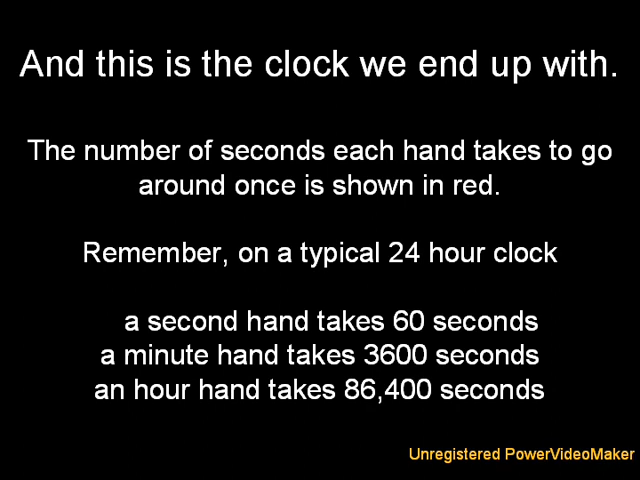 And this is the clock we end up with.
The number of seconds each hand takes to go
around once is shown in red.
Remember, on a typical 24 hour clock
a second hand takes 60 seconds
a minute hand takes 3600 seconds
an hour hand takes 86,400 seconds
Unregistered PowerVideoMaker